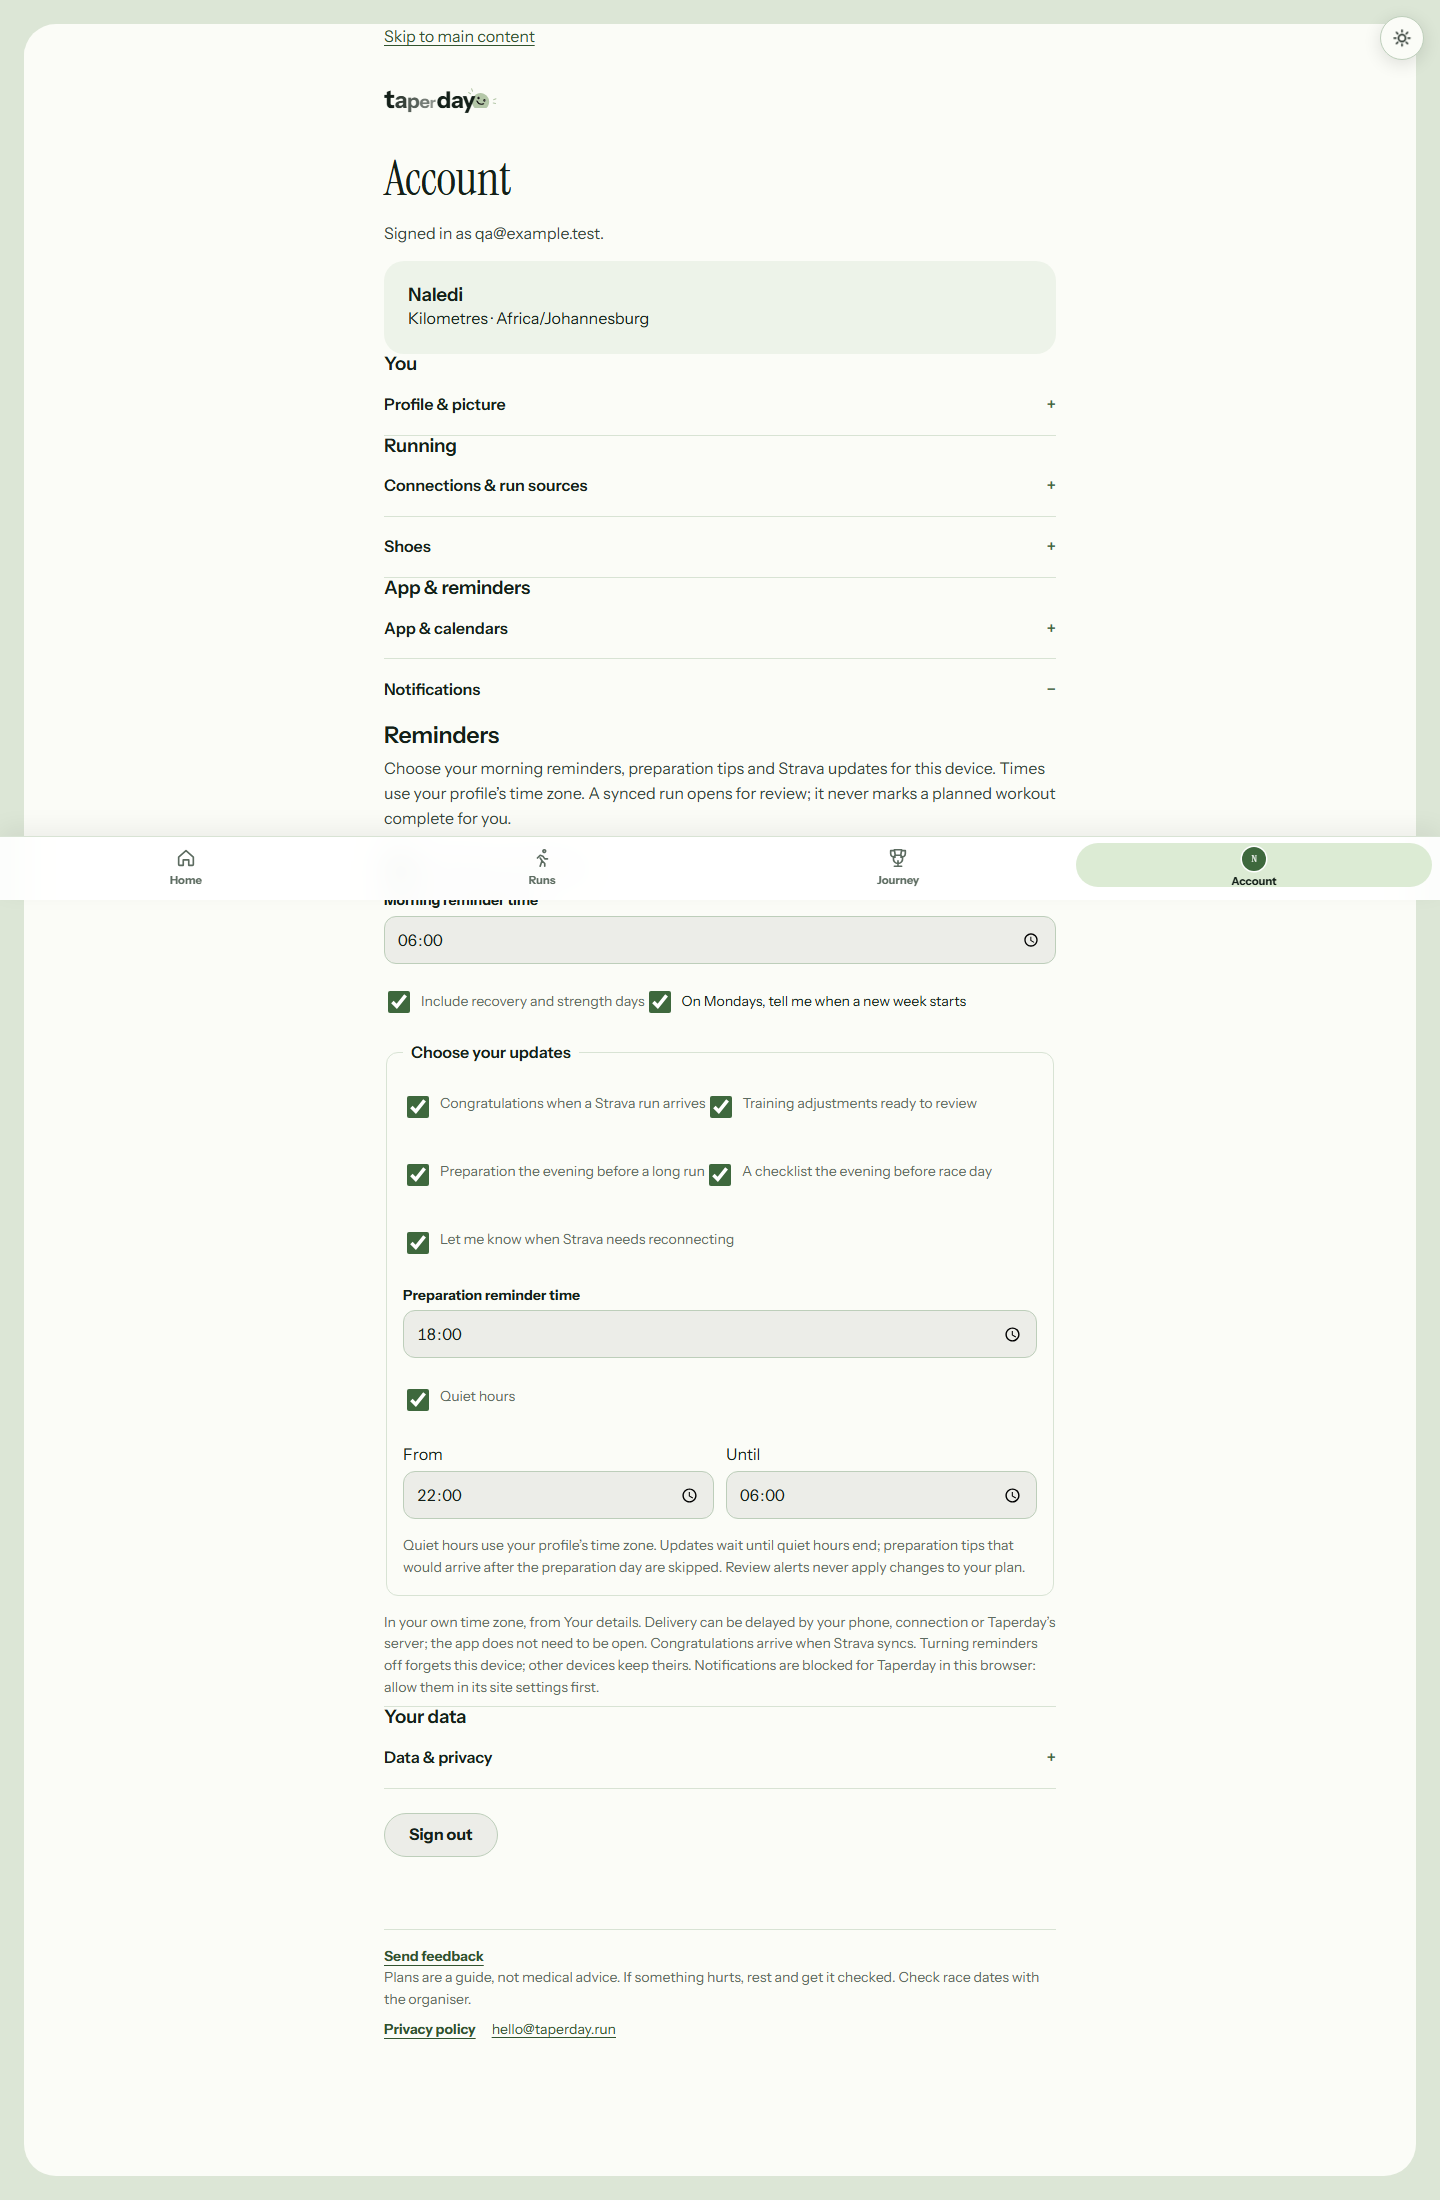 Skip to main content
taperday
Account
Signed in as qa@example.test.
Naledi
Kilometres · Africa/Johannesburg
You
Profile & picture +
Running
Connections & run sources +
Shoes +
App & reminders
App & calendars +
Notifications −
Reminders
Choose your morning reminders, preparation tips and Strava updates for this device. Times
use your profile’s time zone. A synced run opens for review; it never marks a planned workout
complete for you.
Home Runs Journey N Account
Morning reminder time
06:00
Include recovery and strength days On Mondays, tell me when a new week starts
Choose your updates
Congratulations when a Strava run arrives Training adjustments ready to review
Preparation the evening before a long run A checklist the evening before race day
Let me know when Strava needs reconnecting
Preparation reminder time
18:00
Quiet hours
From Until
22:00 06:00
Quiet hours use your profile’s time zone. Updates wait until quiet hours end; preparation tips that
would arrive after the preparation day are skipped. Review alerts never apply changes to your plan.
In your own time zone, from Your details. Delivery can be delayed by your phone, connection or Taperday’s
server; the app does not need to be open. Congratulations arrive when Strava syncs. Turning reminders
off forgets this device; other devices keep theirs. Notifications are blocked for Taperday in this browser:
allow them in its site settings first.
Your data
Data & privacy +
Sign out
Send feedback
Plans are a guide, not medical advice. If something hurts, rest and get it checked. Check race dates with
the organiser.
Privacy policy hello@taperday.run